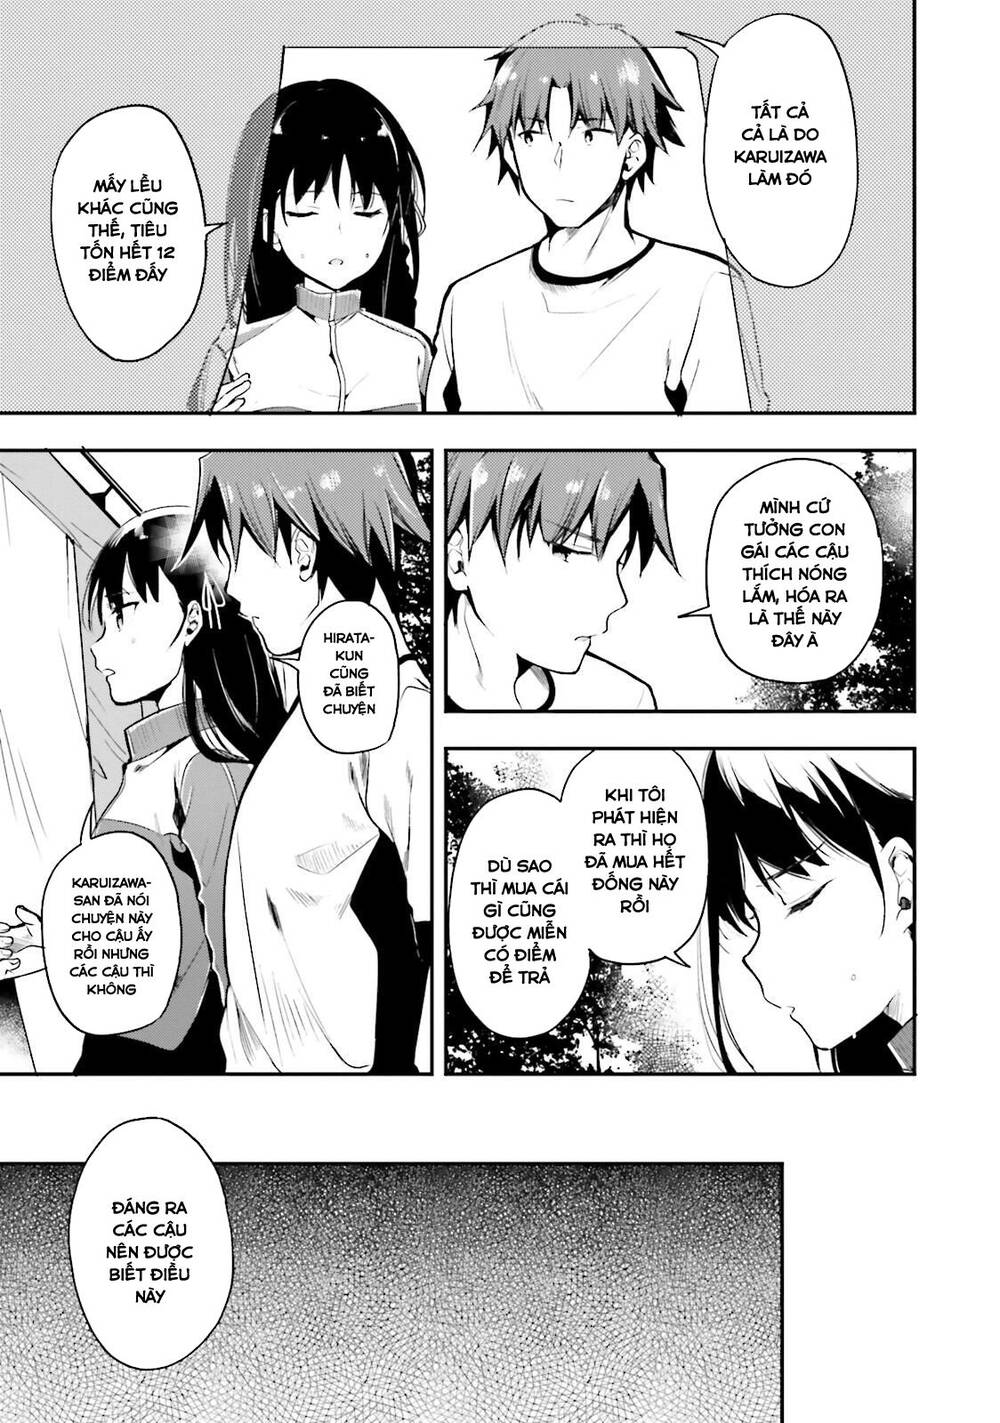 TẤT CẢ
CẢ LÀ DO
KARUIZAWA
LÀM ĐÓ
MẤY LỀU
KHÁC CŨNG
THẾ, TIÊU
TỐN HẾT 12
ĐIỂM ĐẤY
MÌNH CỨ
TƯỞNG CON
GÁI CÁC CẬU
THÍCH NÓNG
LẮM, HÓA RA
LÀ THẾ NÀY
ĐÂY À
KHI TÔI
PHÁT HIỆN
RA THÌ HỌ
ĐÃ MUA HẾT
ĐỐNG NÀY
RỒI
DÙ SAO
THÌ MUA CÁI
GÌ CŨNG
ĐƯỢC MIỄN
CÓ ĐIỂM
ĐỂ TRẢ
HIRATA-
KUN
CŨNG
ĐÃ BIẾT
CHUYỆN
KARUIZAWA-
SAN ĐÃ NÓI
CHUYỆN NÀY
CHO CẬU ẤY
RỒI NHƯNG
CÁC CẬU THÌ
KHÔNG
ĐÁNG RA
CÁC CẬU
NÊN ĐƯỢC
BIẾT ĐIỀU
NÀY